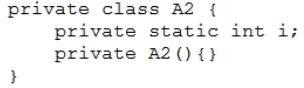 private class A2 {
    private static int i;
    private A2(){}
}